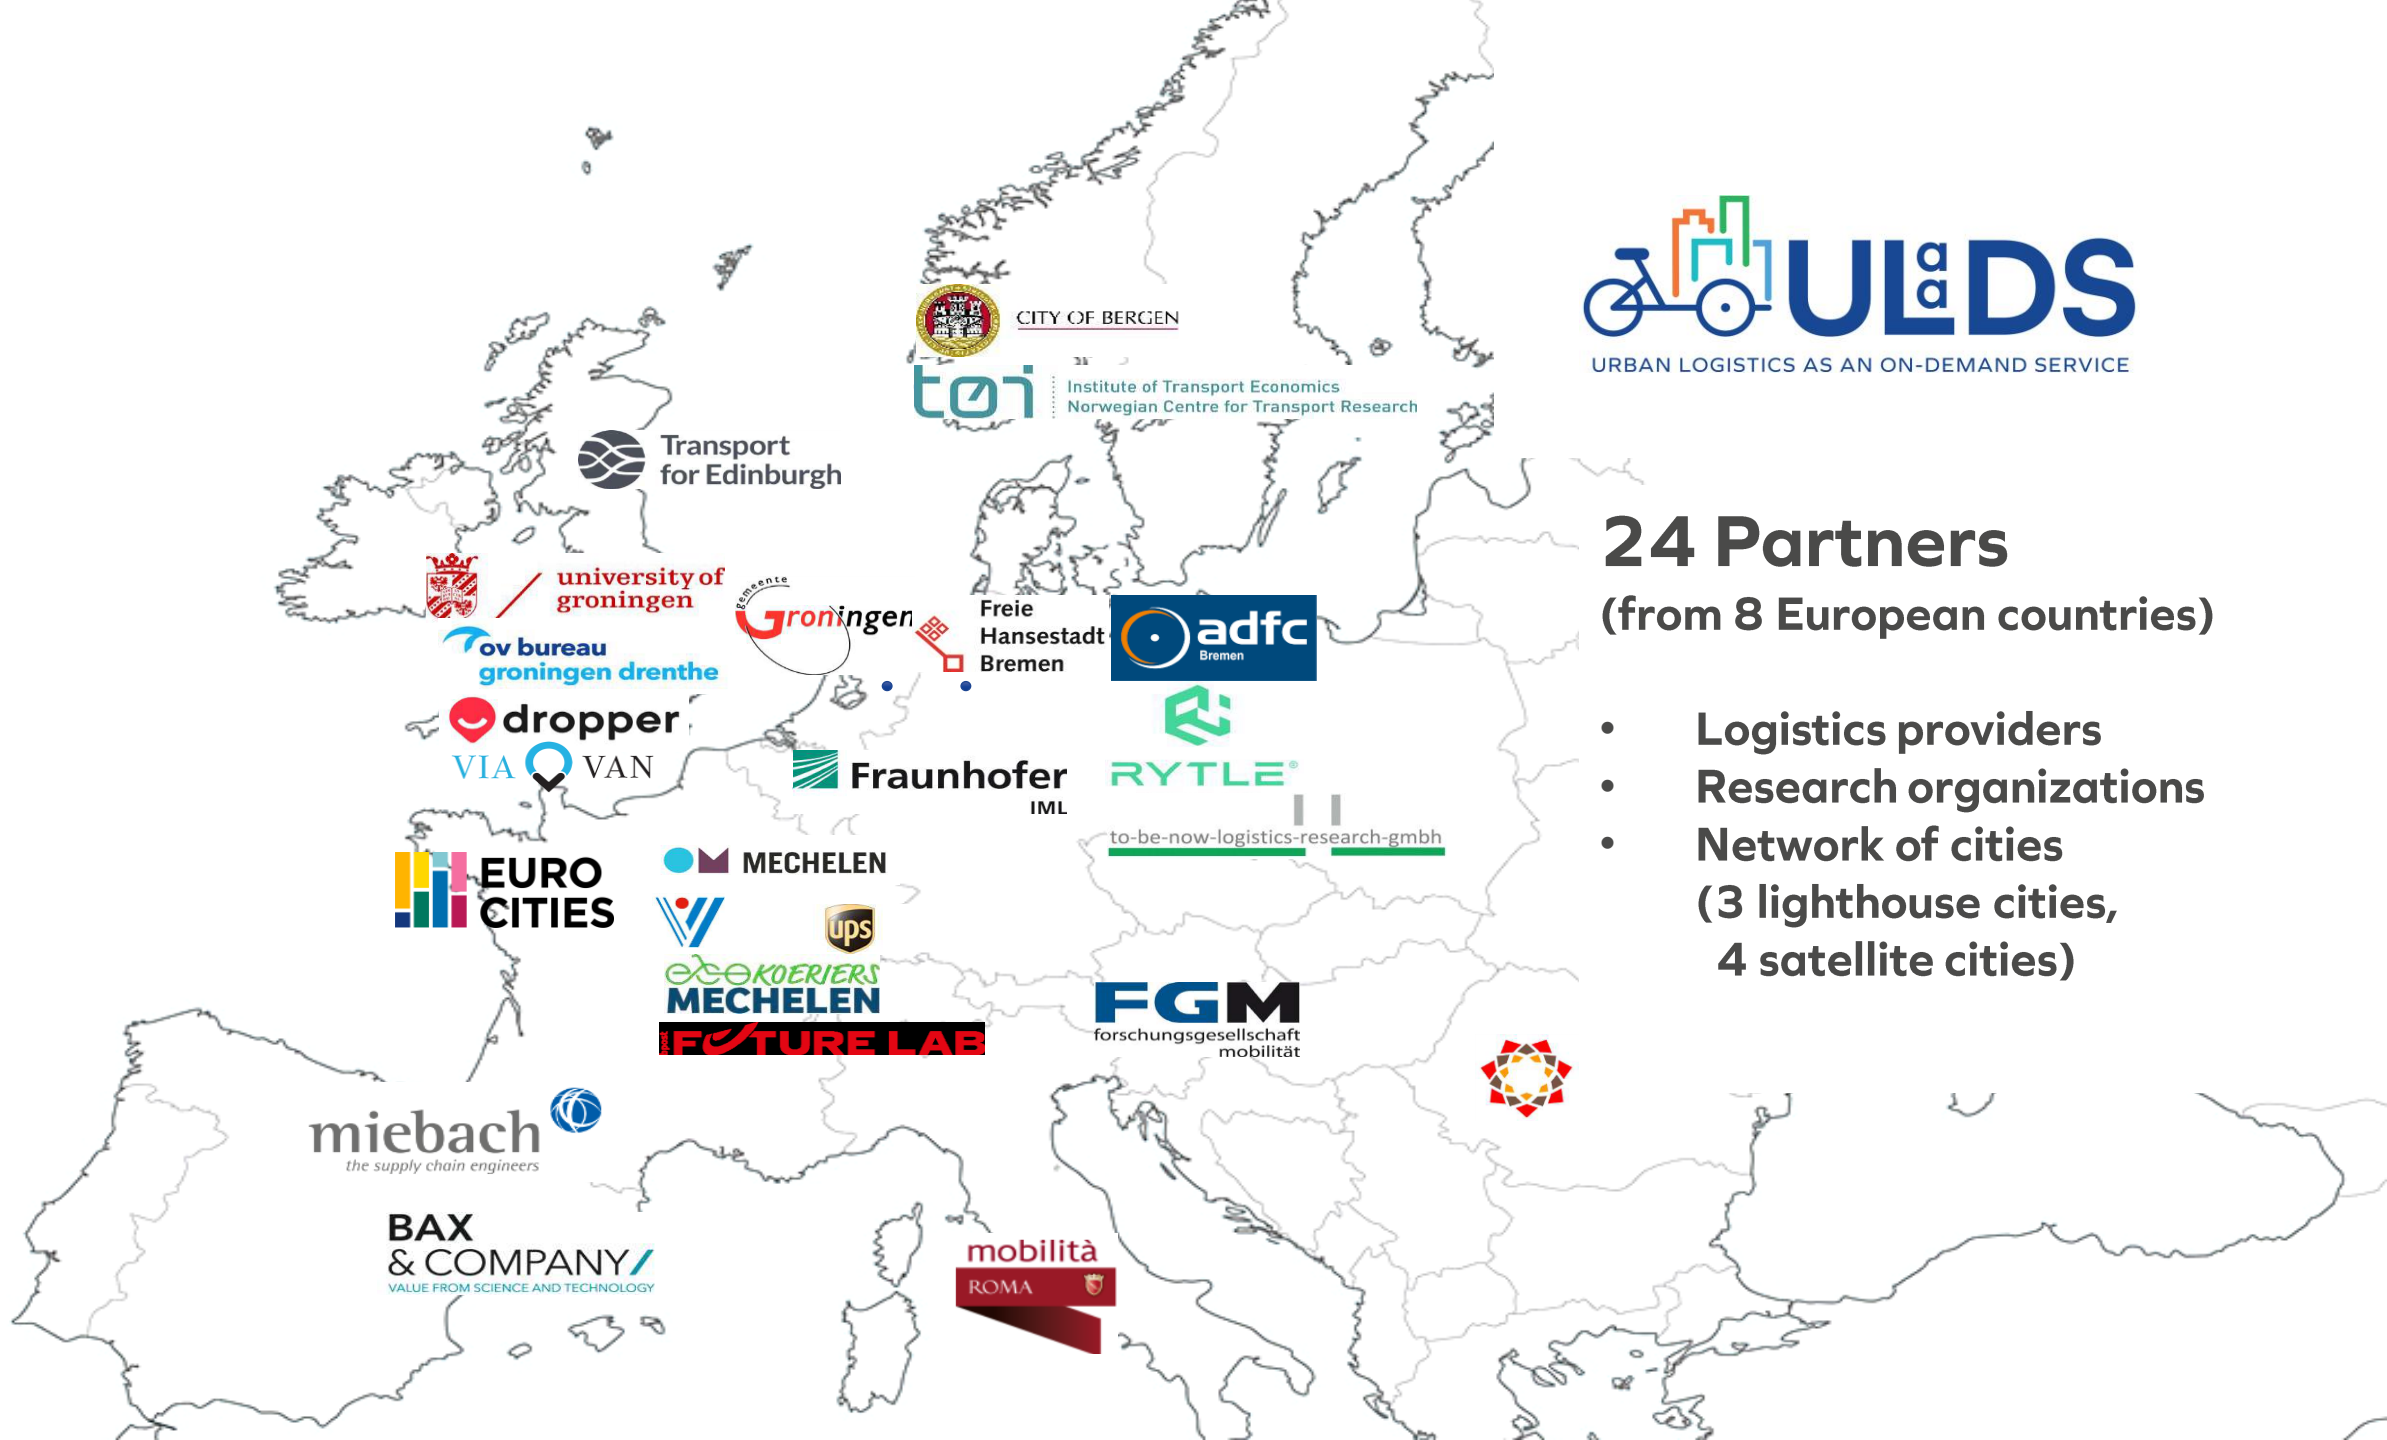 ULaaDS
URBAN LOGISTICS AS AN ON-DEMAND SERVICE
24 Partners
(from 8 European countries)
• Logistics providers
• Research organizations
• Network of cities
(3 lighthouse cities,
4 satellite cities)
CITY OF BERGEN
tøi
Institute of Transport Economics
Norwegian Centre for Transport Research
Transport
for Edinburgh
university of
groningen
gemeente
Groningen
Freie
Hansestadt
Bremen
adfc
Bremen
ov bureau
groningen drenthe
dropper
VIA VAN
Fraunhofer
IML
RYTLE®
to-be-now-logistics-research-gmbh
EURO
CITIES
MECHELEN
ups
ECOKOERIERS
MECHELEN
bpost
FUTURE LAB
FGM
forschungsgesellschaft
mobilität
miebach
the supply chain engineers
BAX
& COMPANY/
VALUE FROM SCIENCE AND TECHNOLOGY
mobilità
ROMA